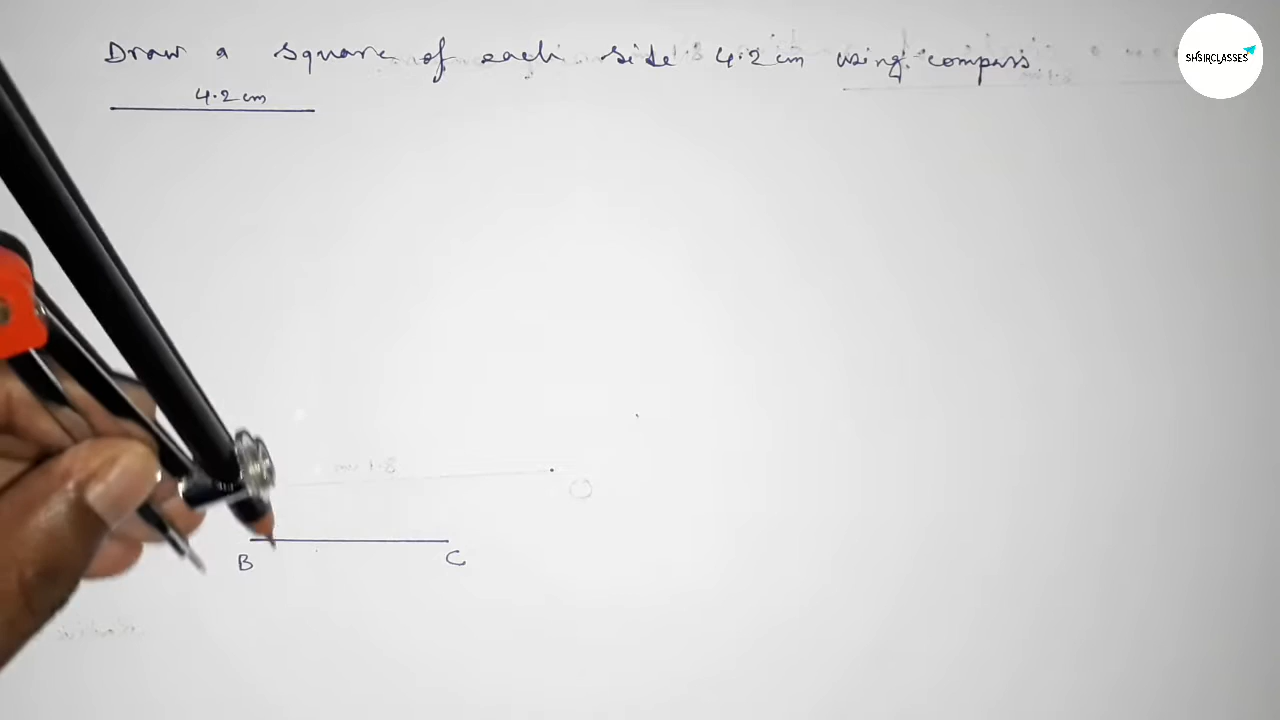 Draw a square of each side 4.2 cm using compass.
SHSIRCLASSES
4.2 cm
B C